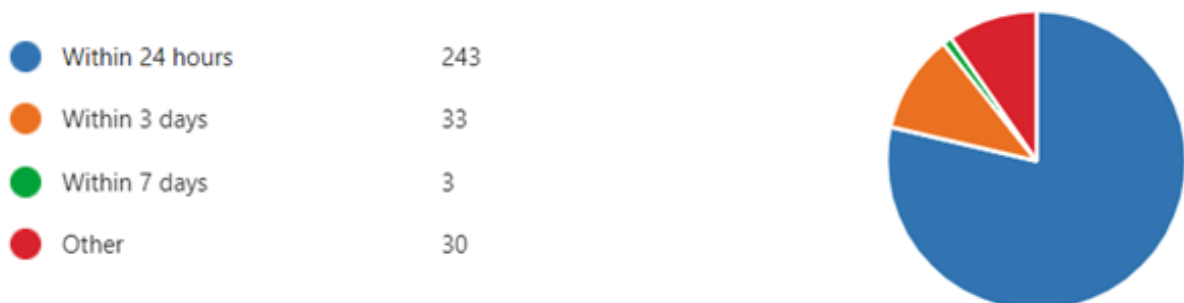 Within 24 hours 243
Within 3 days 33
Within 7 days 3
Other 30